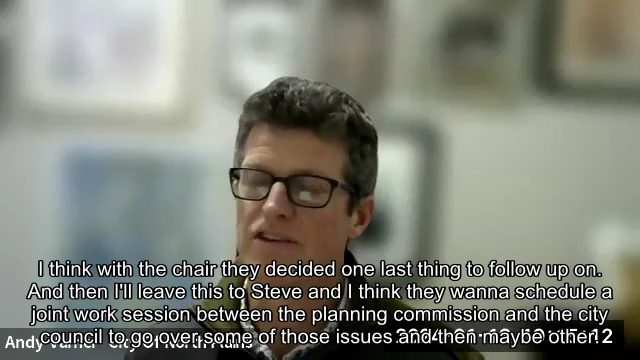 I think with the chair they decided one last thing to follow up on.
And then I'll leave this to Steve and I think they wanna schedule a
joint work session between the planning commission and the city
council to go over some of those issues and then maybe other
Andy